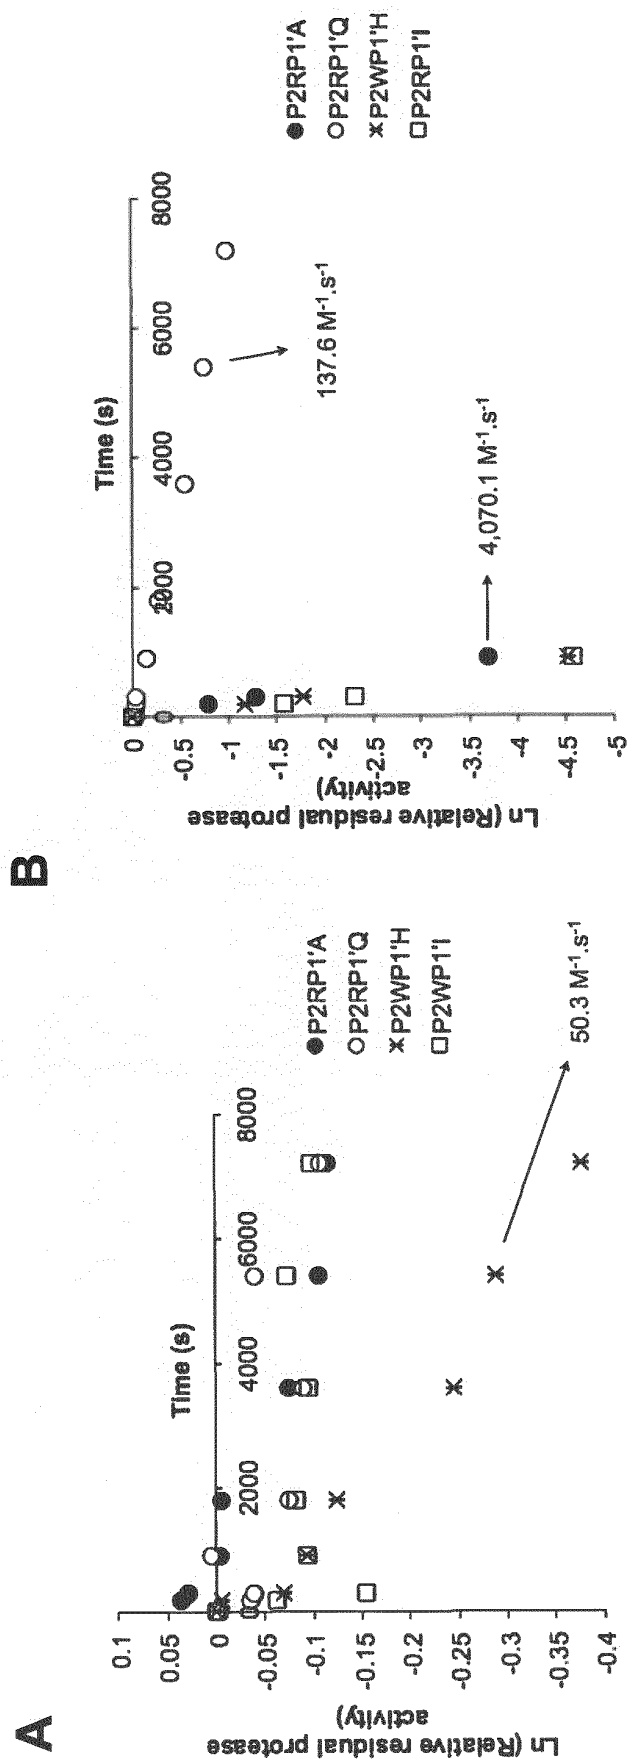 A
Ln (Relative residual protease
activity)
0.1
0.05
0
-0.05
-0.1
-0.15
-0.2
-0.25
-0.3
-0.35
-0.4
Time (s)
2000
4000
6000
8000
P2RP1'A
P2RP1'Q
P2WP1'H
P2WP1'I
50.3 M-1.s-1
B
Ln (Relative residual protease
activity)
0
-0.5
-1
-1.5
-2
-2.5
-3
-3.5
-4
-4.5
-5
Time (s)
2000
4000
6000
8000
137.6 M-1.s-1
4,070.1 M-1.s-1
P2RP1'A
P2RP1'Q
P2WP1'H
P2RP1'I